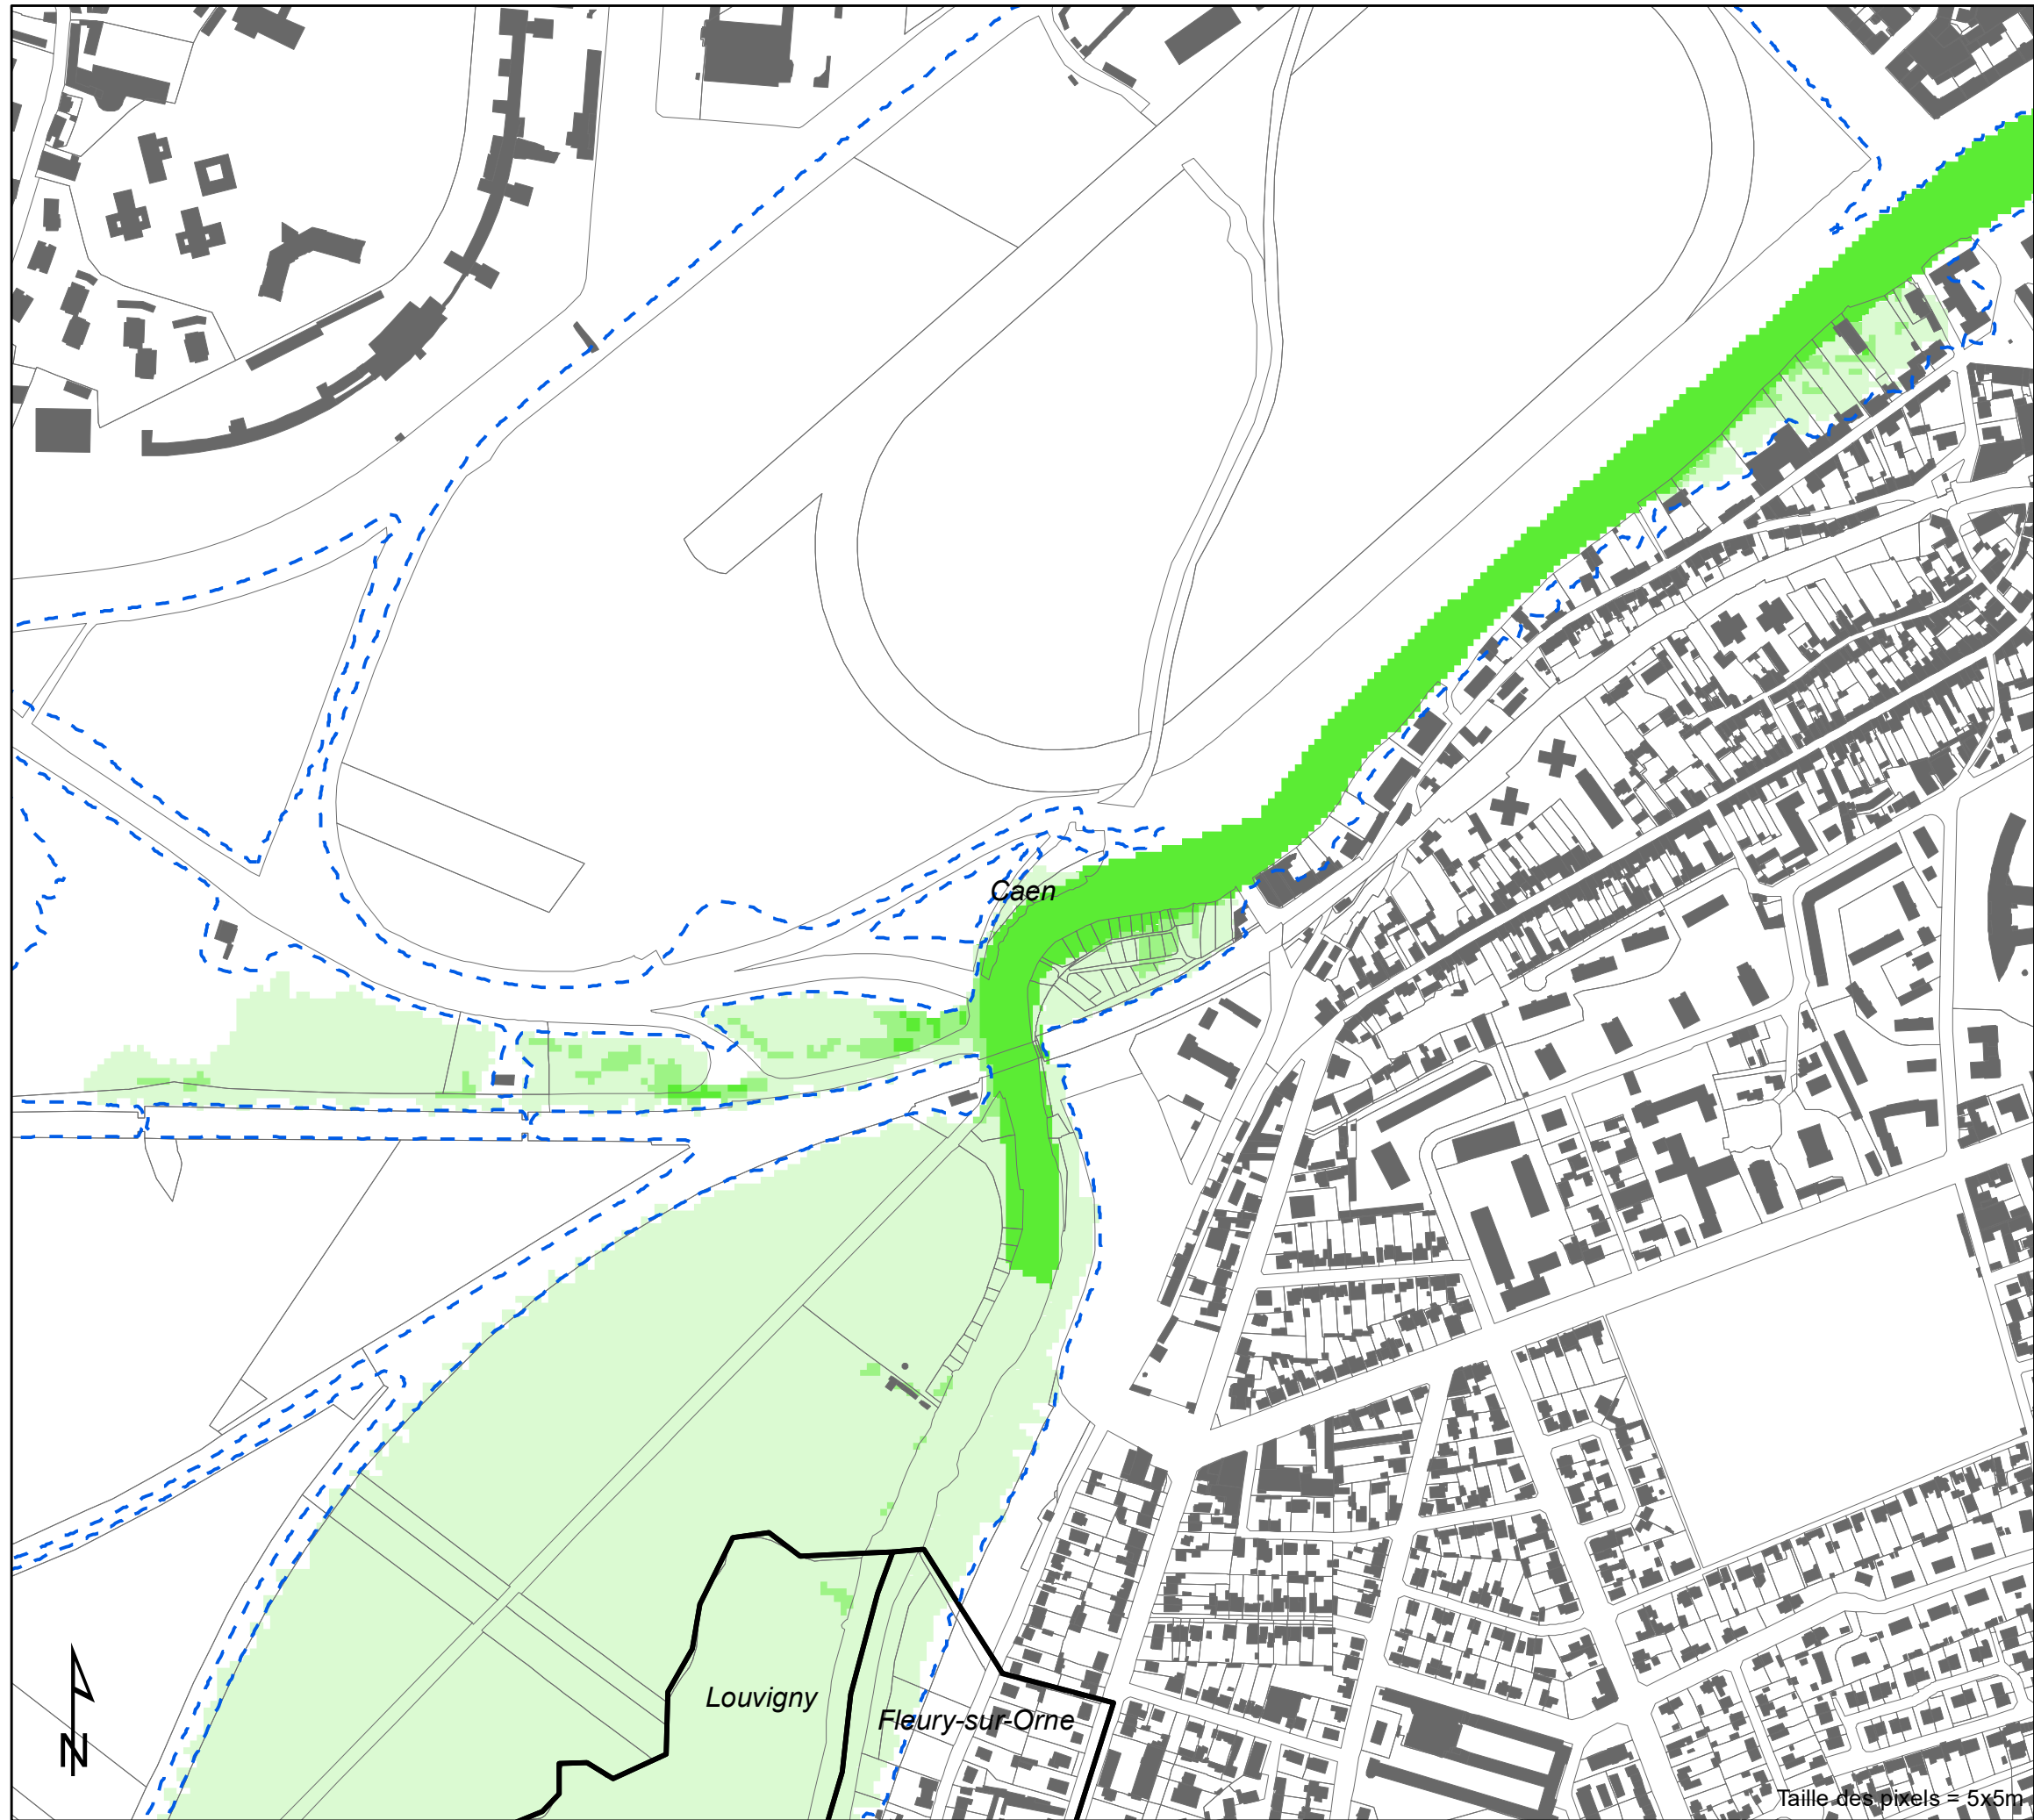 Caen
Louvigny
Fleury-sur-Orne
N
Taille des pixels = 5x5m